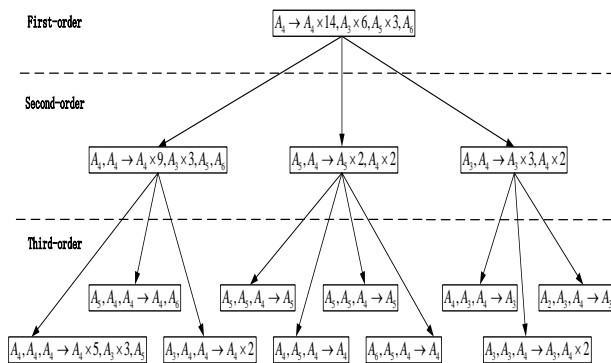 First-order
A₄ → A₄ × 14, A₃ × 6, A₅ × 3, A₆
Second-order
A₄, A₄ → A₄ × 9, A₃ × 3, A₅, A₆
A₅, A₄ → A₅ × 2, A₄ × 2
A₃, A₄ → A₃ × 3, A₄ × 2
Third-order
A₅, A₄, A₄ → A₄, A₆
A₅, A₅, A₄ → A₅
A₅, A₅, A₄ → A₅
A₄, A₃, A₄ → A₃
A₂, A₃, A₄ → A₃
A₄, A₄, A₄ → A₄ × 5, A₃ × 3, A₅
A₃, A₄, A₄ → A₄ × 2
A₄, A₅, A₄ → A₄
A₆, A₅, A₄ → A₄
A₃, A₃, A₄ → A₃, A₄ × 2